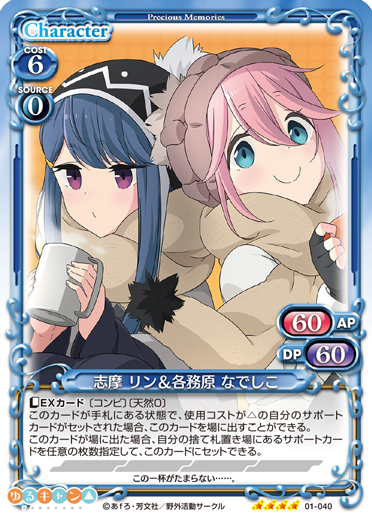 Precious Memories
Character
COST
6
SOURCE
0
60 AP
DP 60
志摩 リン&各務原 なでしこ
EXカード [コンビ] [天然0]
このカードが手札にある状態で、使用コストが△の自分のサポート
カードがセットされた場合、このカードを場に出すことができる。
このカードが場に出た場合、自分の捨て札置き場にあるサポートカー
ドを任意の枚数指定して、このカードにセットできる。
この一杯がたまらない……。
ゆるキャン△
©あfろ・芳文社/野外活動サークル
★★★★ 01-040